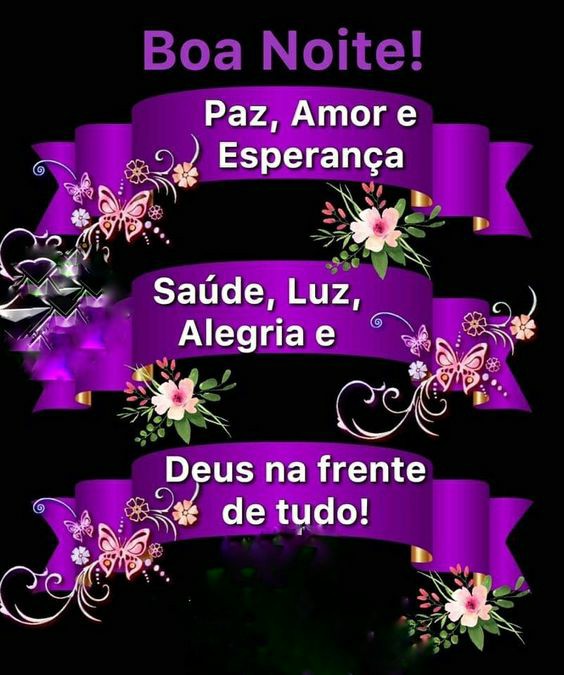 Boa Noite!
Paz, Amor e
Esperança
Saúde, Luz,
Alegria e
Deus na frente
de tudo!